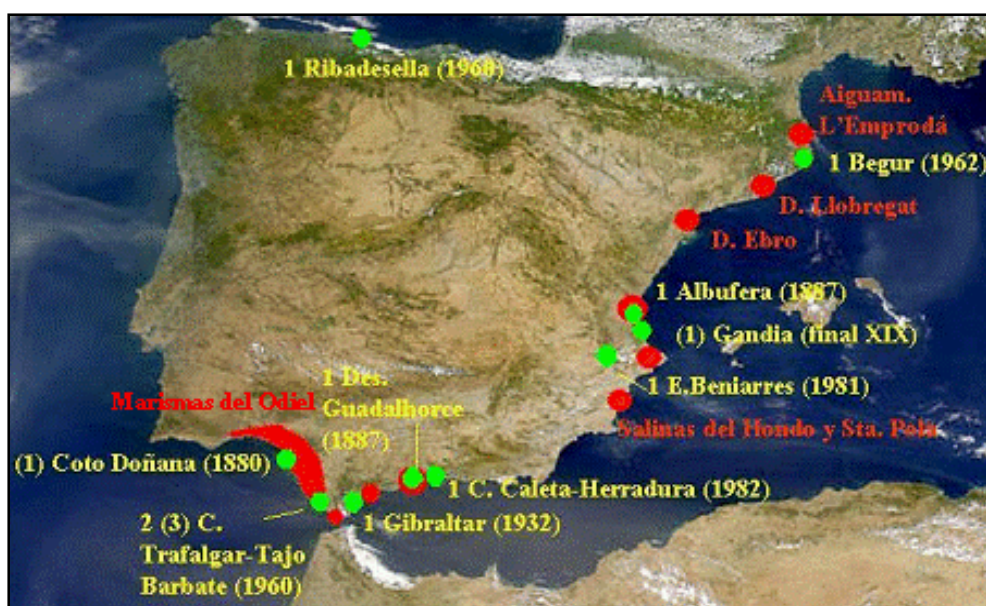 1 Ribadesella (1960)
Aiguam.
L'Emprodá
1 Begur (1962)
D. Llobregat
D. Ebro
1 Albufera (1887)
(1) Gandia (final XIX)
1 E.Beniarres (1981)
Salinas del Hondo y Sta. Pola
1 Des.
Guadalhorce
(1887)
Marismas del Odiel
(1) Coto Doñana (1880)
1 C. Caleta-Herradura (1982)
1 Gibraltar (1932)
2 (3) C.
Trafalgar-Tajo
Barbate (1960)